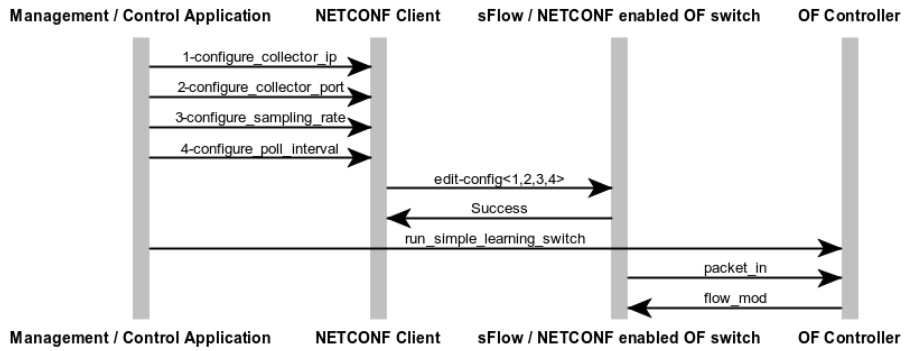 Management / Control Application NETCONF Client sFlow / NETCONF enabled OF switch OF Controller
1-configure_collector_ip
2-configure_collector_port
3-configure_sampling_rate
4-configure_poll_interval
edit-config<1,2,3,4>
Success
run_simple_learning_switch
packet_in
flow_mod
Management / Control Application NETCONF Client sFlow / NETCONF enabled OF switch OF Controller